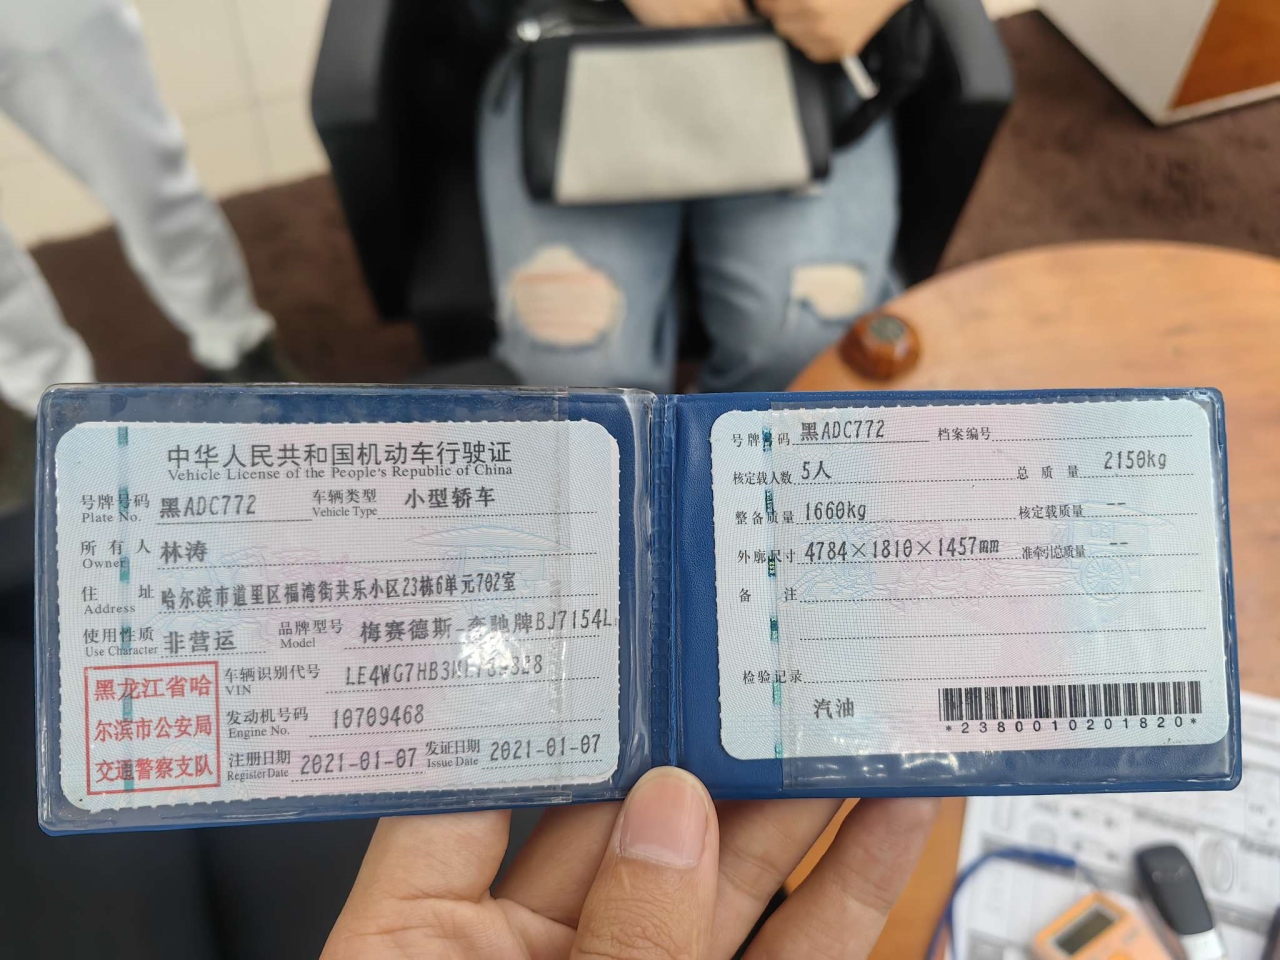 中华人民共和国机动车行驶证
Vehicle License of the People's Republic of China
号牌号码 黑ADC772 车辆类型 小型轿车
Plate No. Vehicle Type
所有人 林涛
Owner
住址 哈尔滨市道里区福湾街共乐小区23栋6单元702室
Address
使用性质 非营运 品牌型号 梅赛德斯-奔驰牌BJ7154L
Use Character Model
黑龙江省哈
尔滨市公安局
交通警察支队
车辆识别代号
VIN
发动机号码 10709468
Engine No.
注册日期 2021-01-07 发证日期 2021-01-07
Register Date Issue Date
号牌号码 黑ADC772 档案编号
核定载人数 5人 总质量 2150kg
整备质量 1660kg 核定载质量 --
外廓尺寸 4784×1810×1457mm 准牵引总质量 --
备注
检验记录
汽油
*2380010201820*